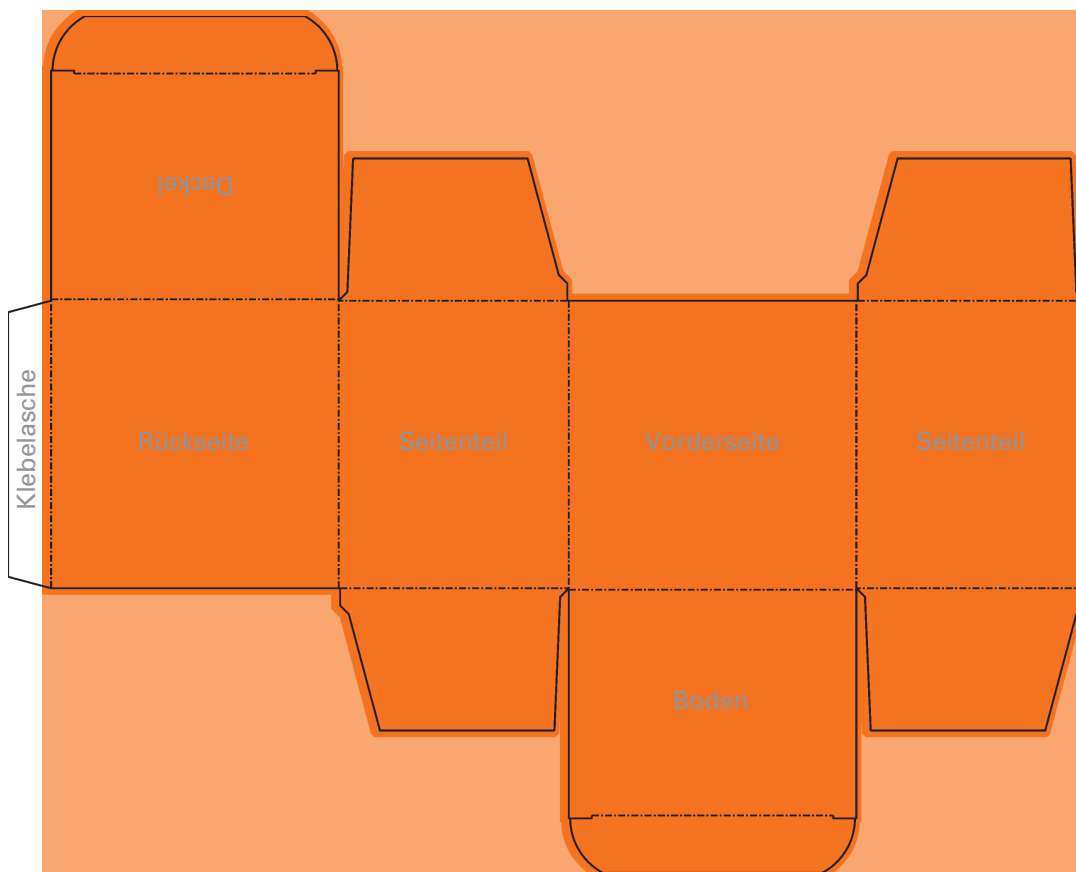 Deckel
Klebelasche
Rückseite
Seitenteil
Vorderseite
Seitenteil
Boden